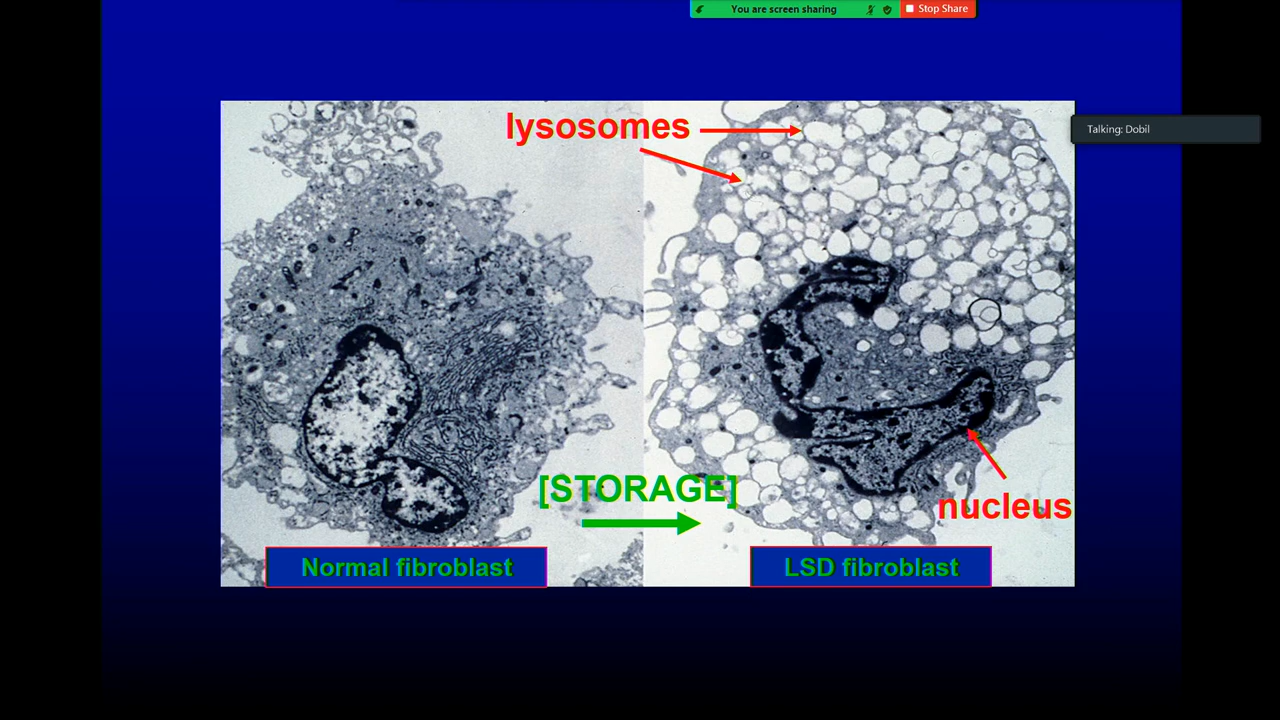 You are screen sharing
Stop Share
Talking: Dobil
lysosomes
[STORAGE]
nucleus
Normal fibroblast
LSD fibroblast